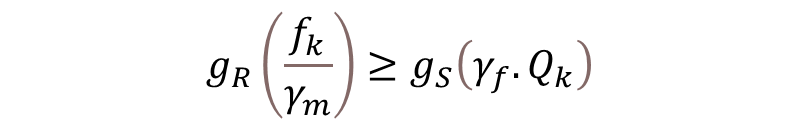 g_R (f_k / γ_m) ≥ g_S(γ_f . Q_k)